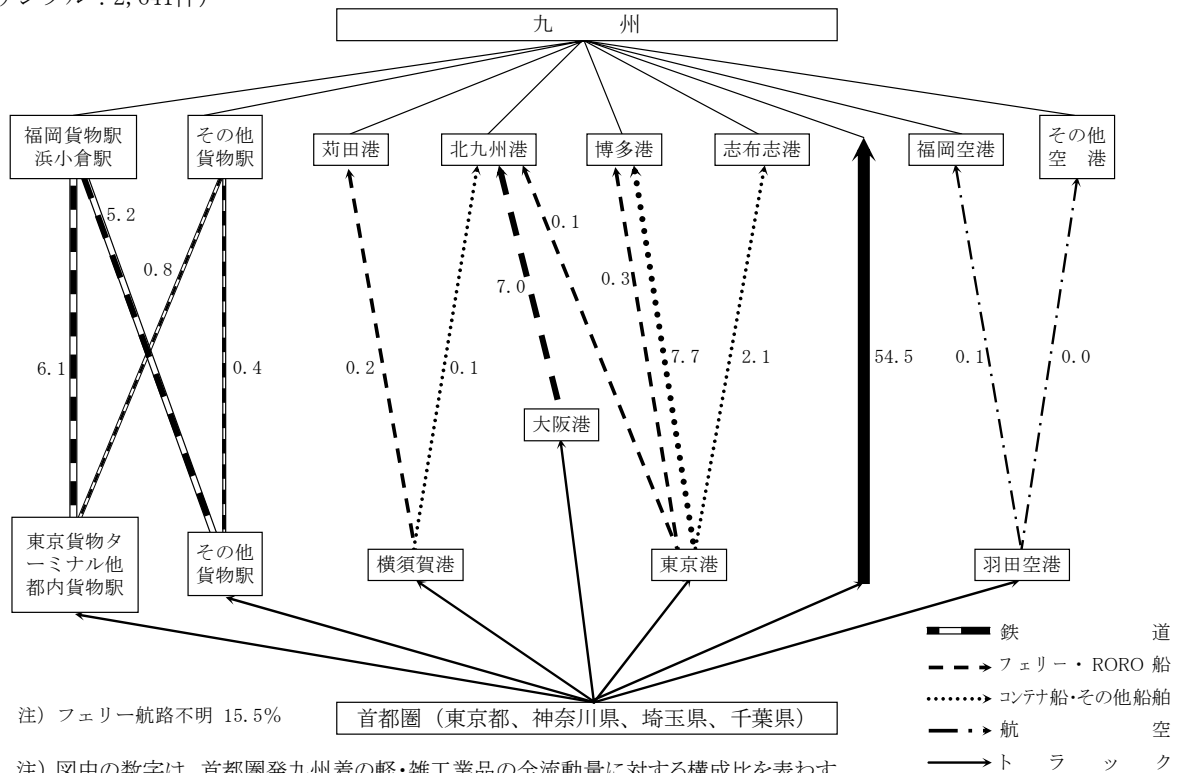 九　　州
福岡貨物駅
浜小倉駅
その他
貨物駅
苅田港
北九州港
博多港
志布志港
福岡空港
その他
空　港
5.2
0.8
0.1
7.0
0.3
6.1
0.4
0.2
0.1
7.7
2.1
54.5
0.1
0.0
大阪港
東京貨物タ
ーミナル他
都内貨物駅
その他
貨物駅
横須賀港
東京港
羽田空港
鉄　　道
フェリー・RORO 船
コンテナ船・その他船舶
航　　空
トラック
注）フェリー航路不明 15.5%
首都圏（東京都、神奈川県、埼玉県、千葉県）